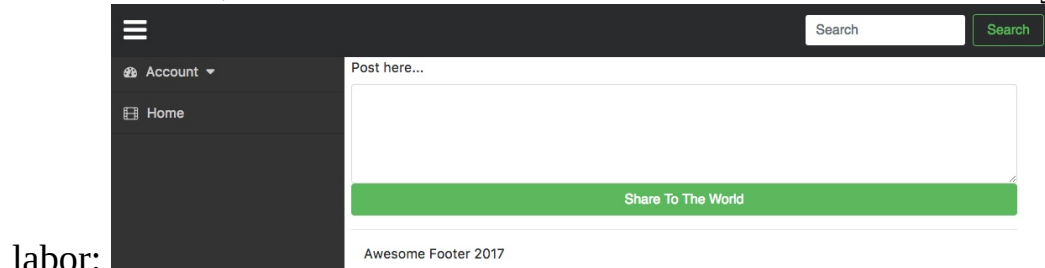 Search Search
Account
Post here...
Home
Share To The World
Awesome Footer 2017
labor: